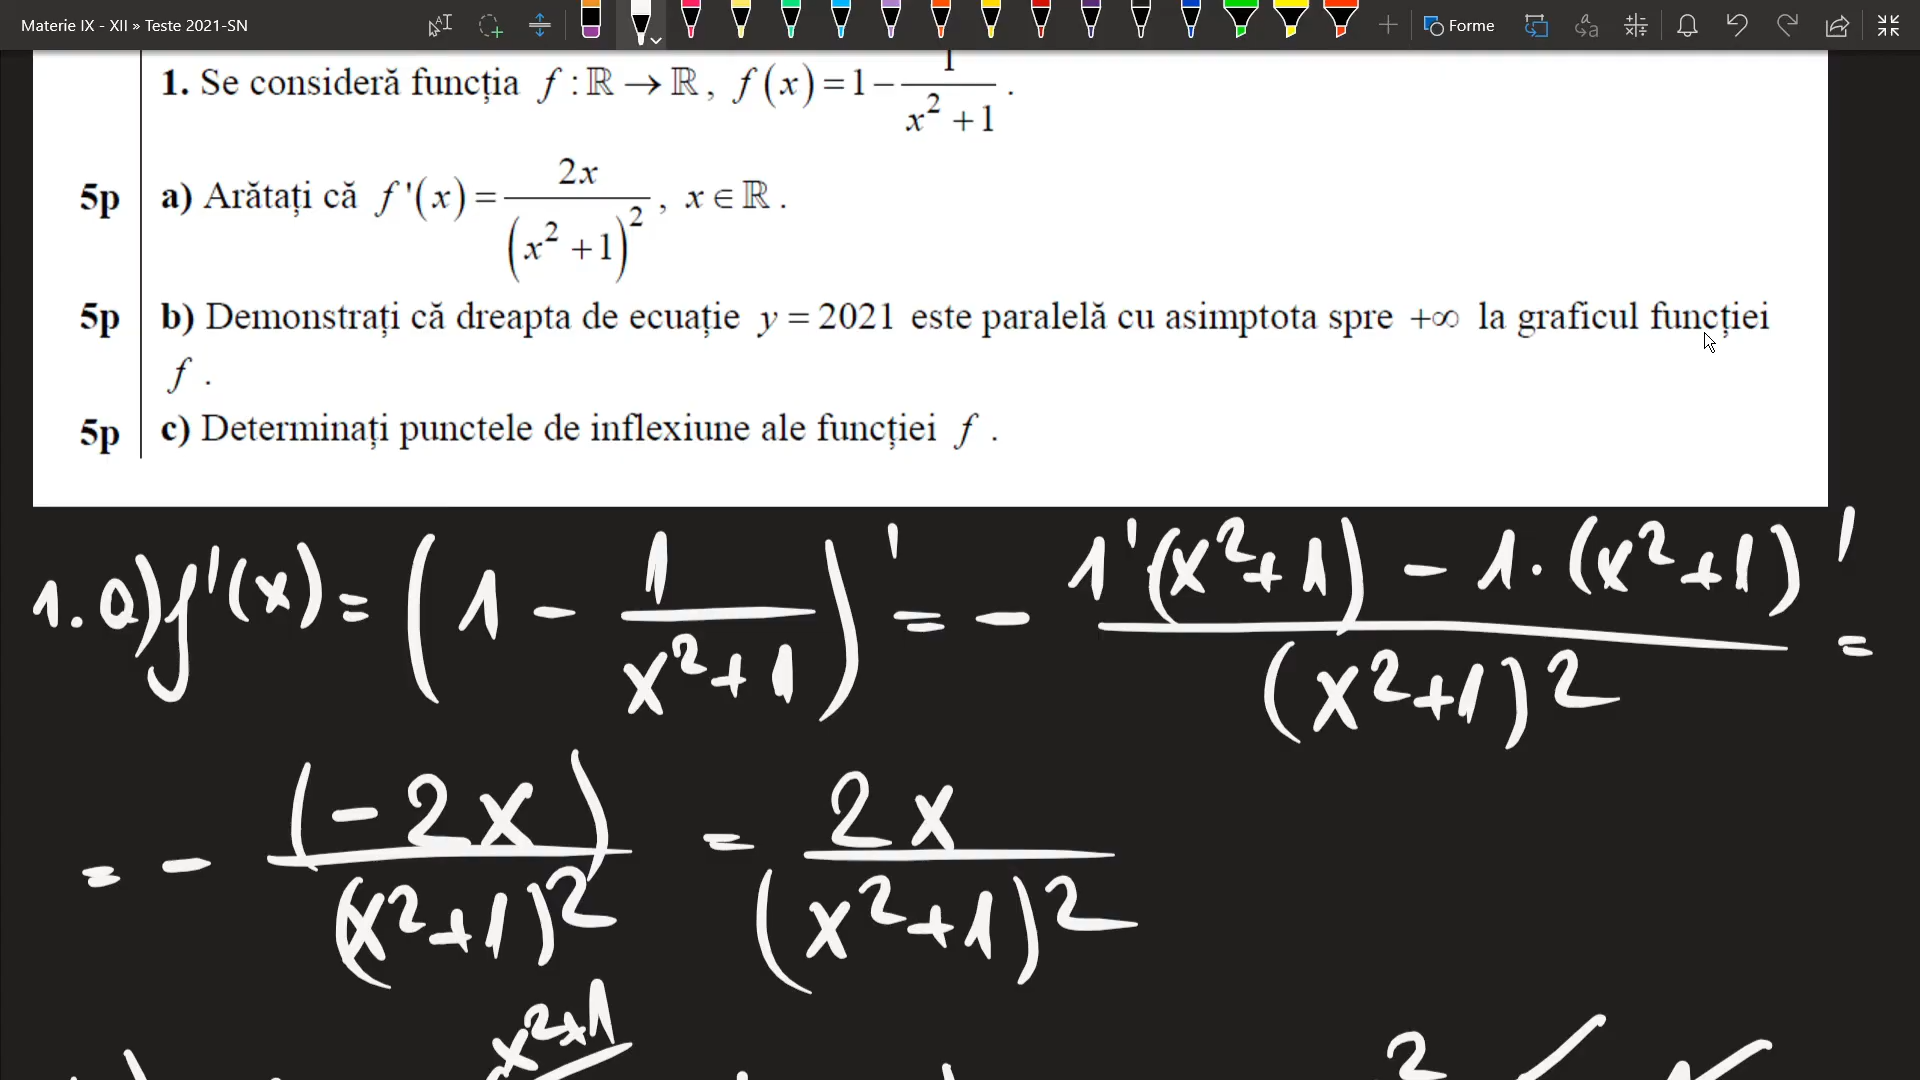 Materie IX - XII » Teste 2021-SN
Forme
1. Se consideră funcția f : ℝ → ℝ, f(x) = 1 − 1/(x² + 1).
5p a) Arătați că f'(x) = 2x/(x² + 1)², x ∈ ℝ.
5p b) Demonstrați că dreapta de ecuație y = 2021 este paralelă cu asimptota spre +∞ la graficul funcției
f .
5p c) Determinați punctele de inflexiune ale funcției f .
1.a) f'(x) = (1 − 1/(x²+1))' = − (1'(x²+1) − 1·(x²+1)')/(x²+1)² =
= − (−2x)/(x²+1)² = 2x/(x²+1)²
x²+1